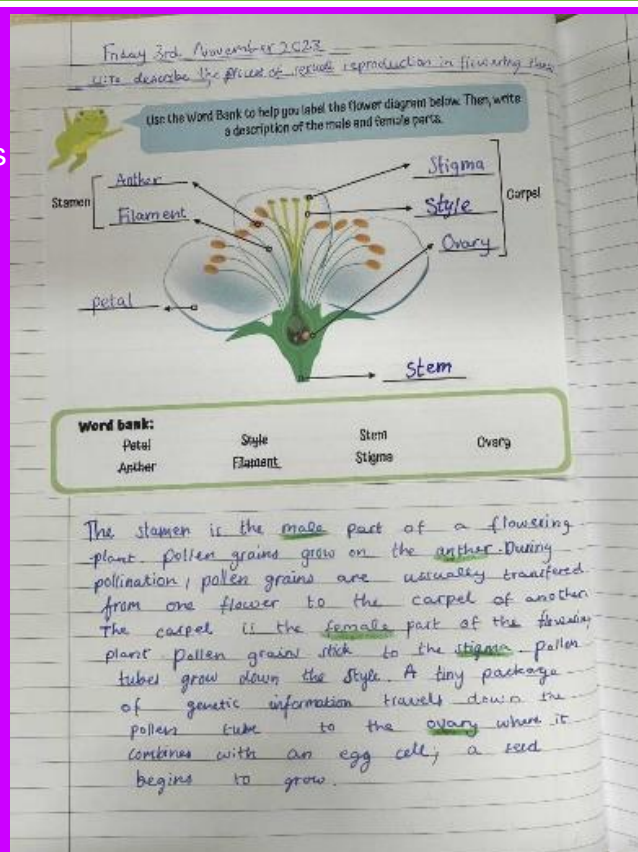 s
Friday 3rd November 2023
describe the process of sexual reproduction in flowering
Use the Word Bank to help you label the flower diagram below. Then, write
a description of the male and female parts.
Stamen
Anther
Filament
petal
Stigma
Style
Ovary
Carpel
Stem
Word bank:
Petal Style Stem Ovary
Anther Filament Stigma
The stamen is the male part of a flowering
plant pollen grains grow on the anther. During
pollination, pollen grains are usually transfered
from one flower to the carpel of another.
The carpel is the female part of the flowering
plant pollen grains stick to the stigma. pollen
tubes grow down the style. A tiny package
of genetic information travels down the
pollen tube to the ovary where it
combines with an egg cell; a seed
begins to grow.